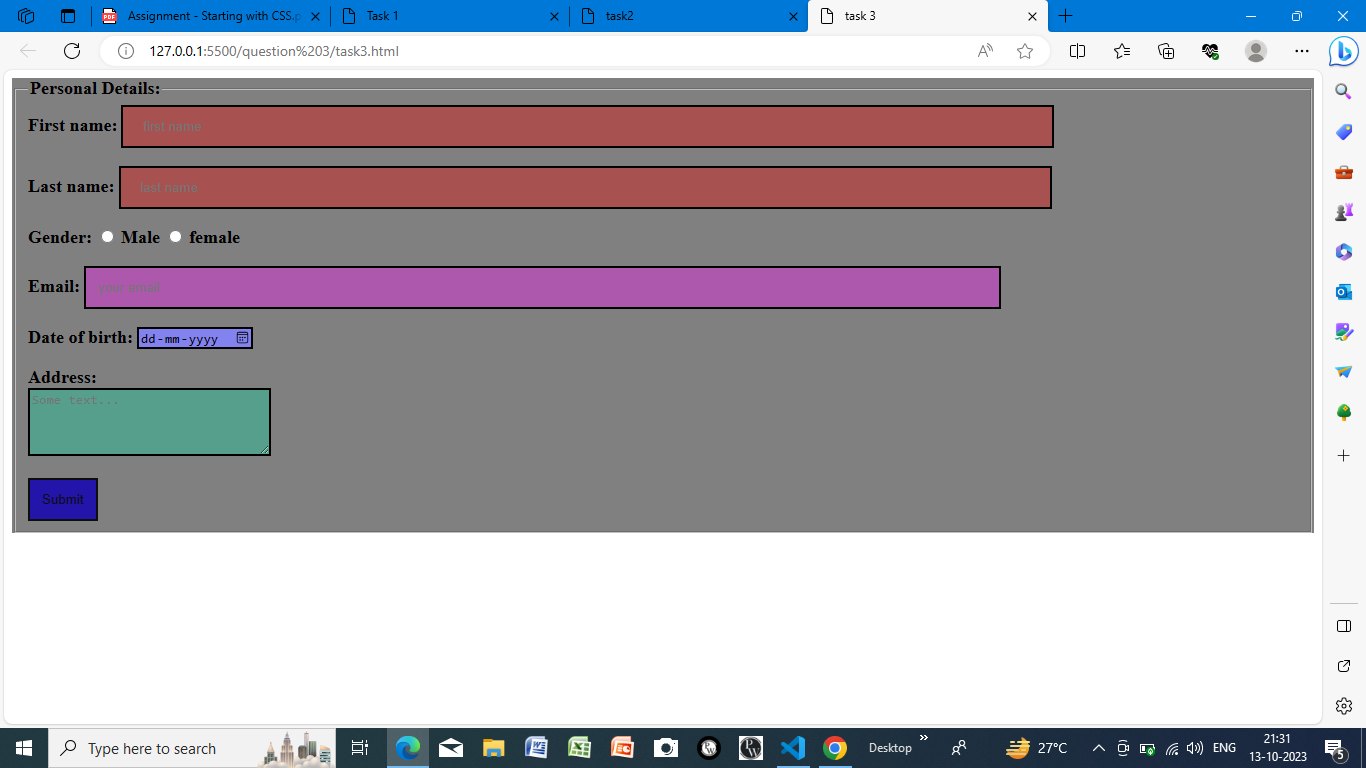 Assignment - Starting with CSS.p
Task 1
task2
task 3
127.0.0.1:5500/question%203/task3.html
Personal Details:
First name: first name
Last name: last name
Gender: Male female
Email: your email
Date of birth: dd-mm-yyyy
Address:
Some text...
Submit
Type here to search
Desktop
27°C
ENG
21:31
13-10-2023
5